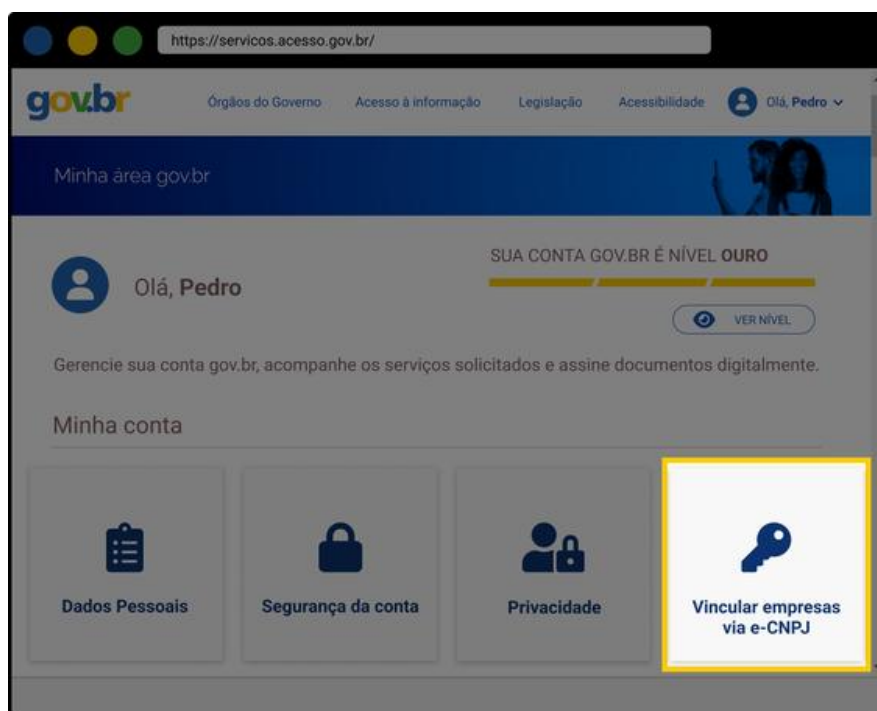 https://servicos.acesso.gov.br/
gov.br
Órgãos do Governo
Acesso à informação
Legislação
Acessibilidade
Olá, Pedro
Minha área gov.br
Olá, Pedro
SUA CONTA GOV.BR É NÍVEL OURO
VER NÍVEL
Gerencie sua conta gov.br, acompanhe os serviços solicitados e assine documentos digitalmente.
Minha conta
Dados Pessoais
Segurança da conta
Privacidade
Vincular empresas
via e-CNPJ